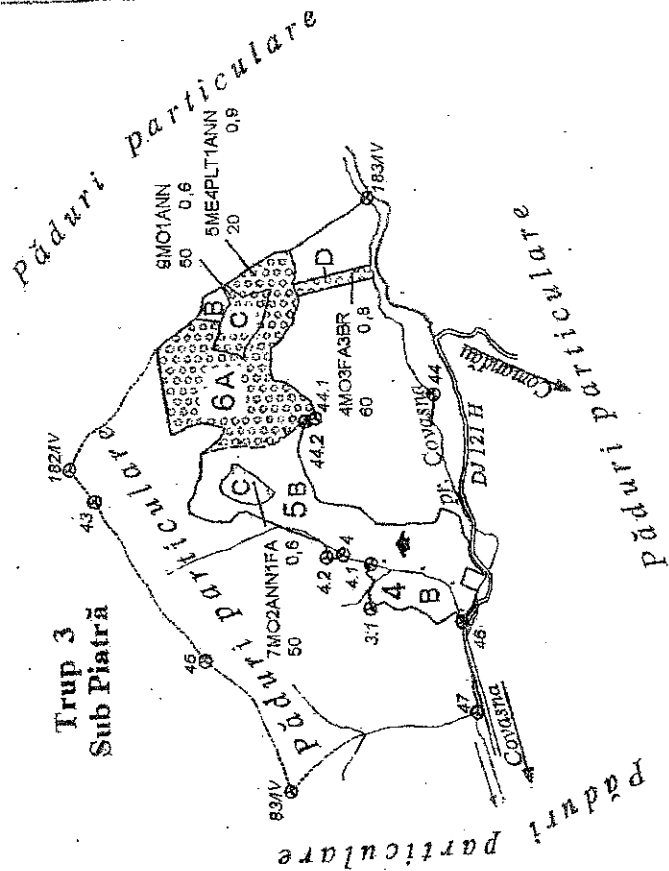 Trup 3
Sub Piatră
Păduri particulare
Păduri particulare
Păduri particulare
Păduri particulare
182/IV
43
45
83/IV
9MO1ANN
50 0,6
5ME4PLT1ANN
20 0,9
6A
B
C
D
183/IV
4MO3FA3BR
60 0,8
44.1
44.2
C
5B
7MO2ANN1FA
50 0,6
4.2
4
4.1
3.1
4
B
44
pr. Covasna
DJ 121 H
Comandău
46
47
Covasna